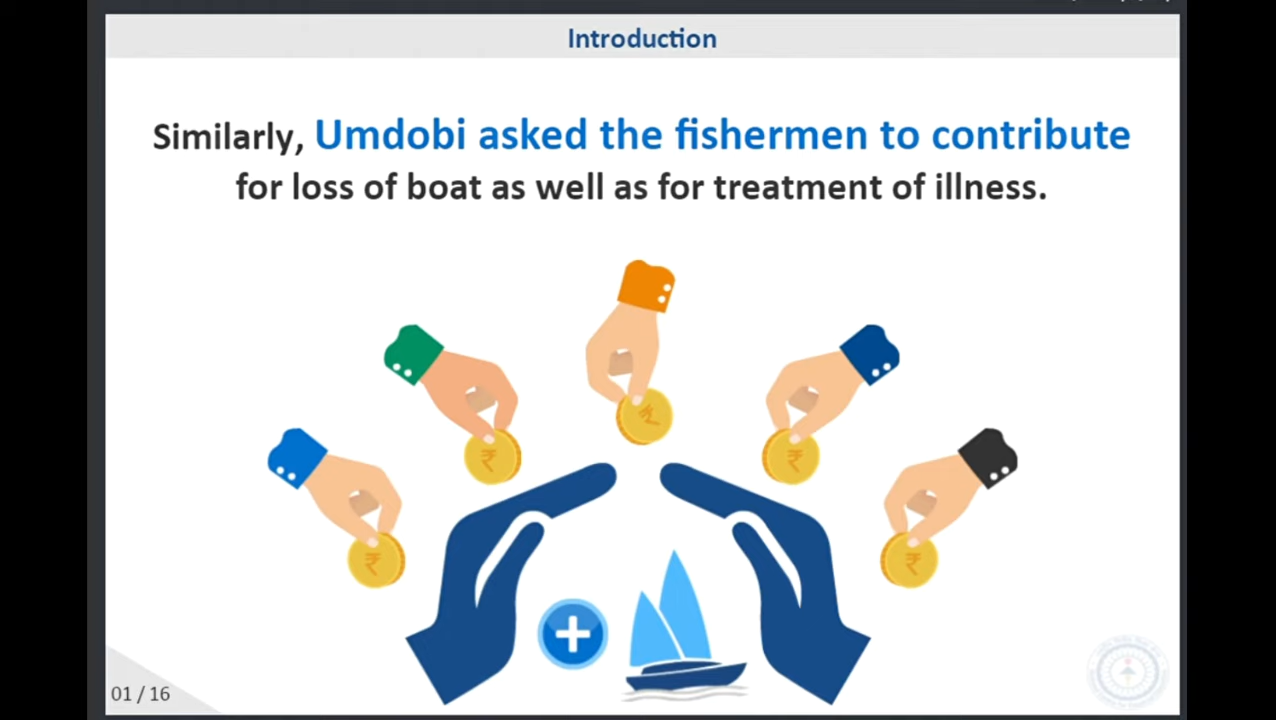 Introduction
Similarly, Umdobi asked the fishermen to contribute
for loss of boat as well as for treatment of illness.
₹
₹
₹
₹
₹
01 / 16